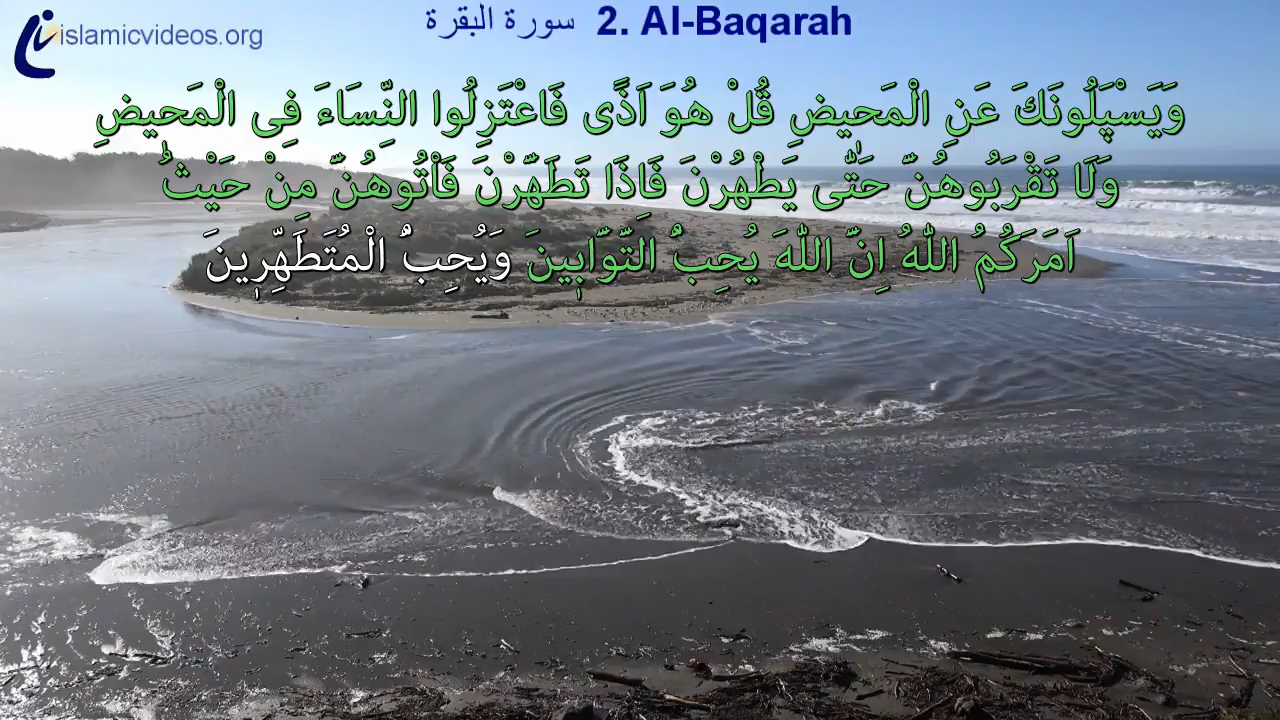 islamicvideos.org
سورة البقرة 2. Al-Baqarah
وَيَسْـَٔلُونَكَ عَنِ الْمَحِيضِ قُلْ هُوَ اَذًى فَاعْتَزِلُوا النِّسَاءَ فِى الْمَحِيضِ
وَلَا تَقْرَبُوهُنَّ حَتّٰى يَطْهُرْنَ فَاِذَا تَطَهَّرْنَ فَاْتُوهُنَّ مِنْ حَيْثُ
اَمَرَكُمُ اللّٰهُ اِنَّ اللّٰهَ يُحِبُّ التَّوَّابٖينَ وَيُحِبُّ الْمُتَطَهِّرٖينَ